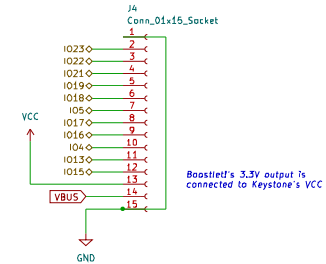 J4
Conn_01x15_Socket
1
IO23 2
IO22 3
IO21 4
IO19 5
IO18 6
IO5 7
IO17 8
IO16 9
IO4 10
IO13 11
IO15 12
VCC
13
VBUS 14
15
GND
Baastietl's 3.3V output is
connected to Keystone's VCC